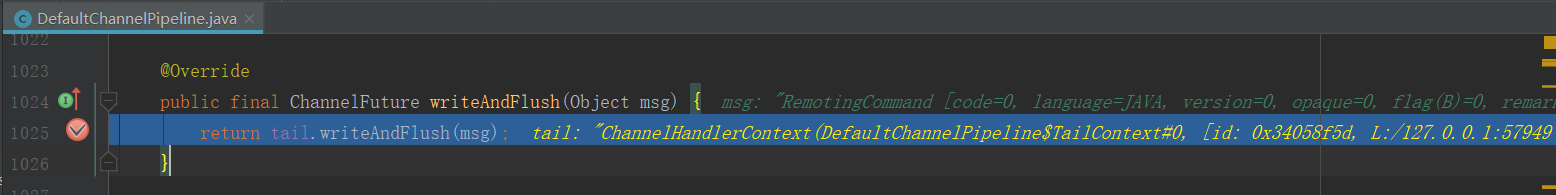 DefaultChannelPipeline.java
1022
1023 @Override
1024 public final ChannelFuture writeAndFlush(Object msg) { msg: "RemotingCommand [code=0, language=JAVA, version=0, opaque=0, flag(B)=0, remark
1025 return tail.writeAndFlush(msg); tail: "ChannelHandlerContext(DefaultChannelPipeline$TailContext#0, [id: 0x34058f5d, L:/127.0.0.1:57949
1026 }
1027